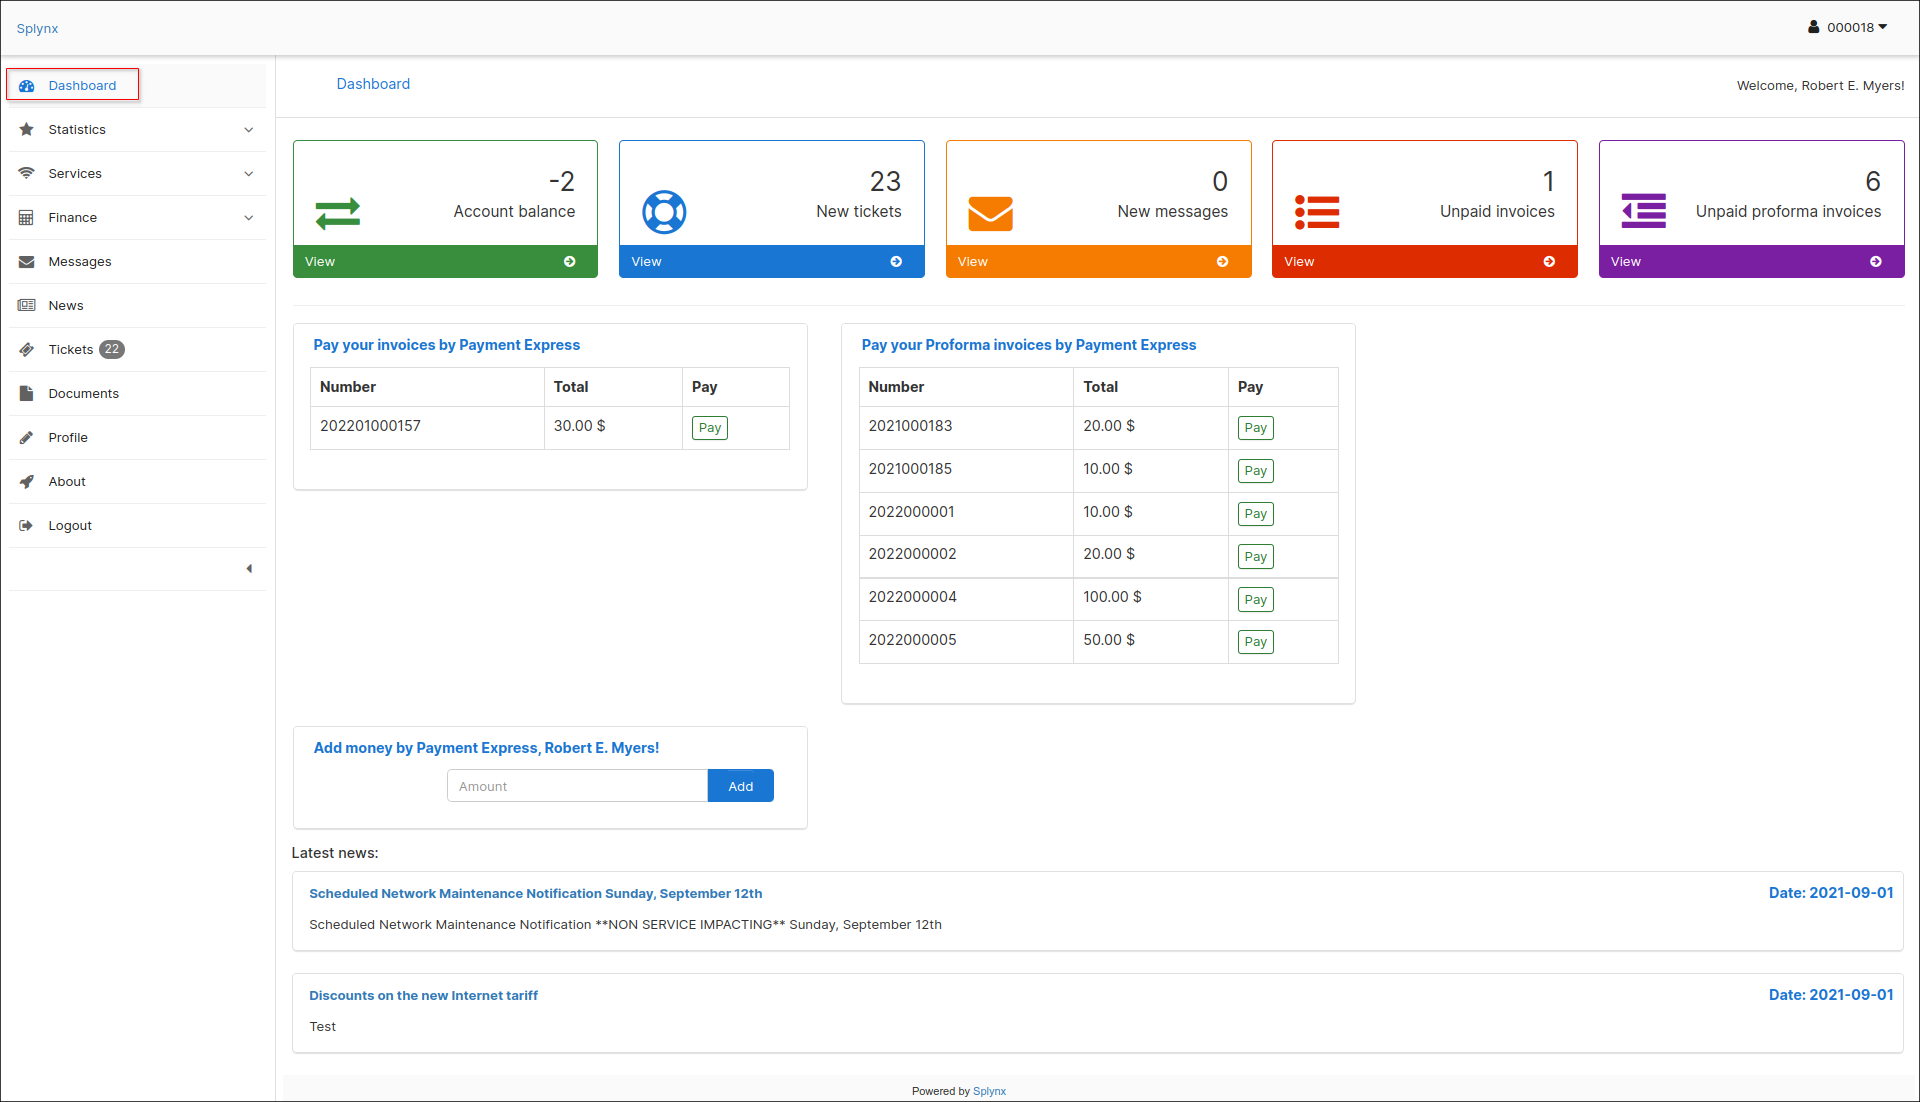 Splynx
000018
Dashboard
Statistics
Services
Finance
Messages
News
Tickets 22
Documents
Profile
About
Logout
Dashboard
Welcome, Robert E. Myers!
-2
Account balance
View
23
New tickets
View
0
New messages
View
1
Unpaid invoices
View
6
Unpaid proforma invoices
View
Pay your invoices by Payment Express
Number Total Pay
202201000157 30.00 $ Pay
Pay your Proforma invoices by Payment Express
Number Total Pay
2021000183 20.00 $ Pay
2021000185 10.00 $ Pay
2022000001 10.00 $ Pay
2022000002 20.00 $ Pay
2022000004 100.00 $ Pay
2022000005 50.00 $ Pay
Add money by Payment Express, Robert E. Myers!
Amount Add
Latest news:
Scheduled Network Maintenance Notification Sunday, September 12th Date: 2021-09-01
Scheduled Network Maintenance Notification **NON SERVICE IMPACTING** Sunday, September 12th
Discounts on the new Internet tariff Date: 2021-09-01
Test
Powered by Splynx